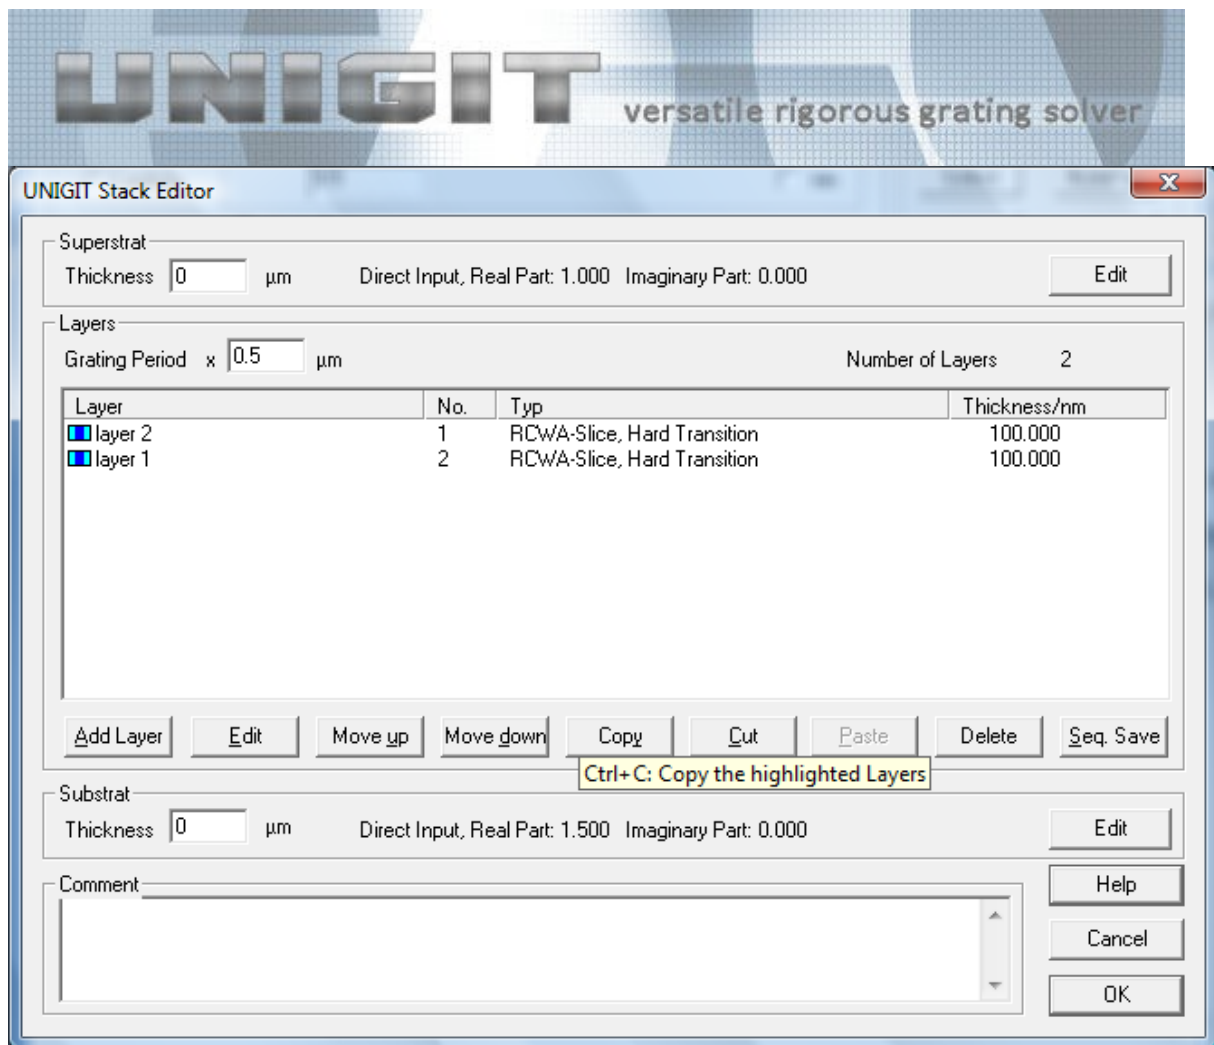 UNIGIT
versatile rigorous grating solver
UNIGIT Stack Editor
x
Superstrat
Thickness 0 µm Direct Input, Real Part: 1.000 Imaginary Part: 0.000 Edit
Layers
Grating Period x 0.5 µm Number of Layers 2
Layer No. Typ Thickness/nm
layer 2 1 RCWA-Slice, Hard Transition 100.000
layer 1 2 RCWA-Slice, Hard Transition 100.000
Add Layer Edit Move up Move down Copy Cut Paste Delete Seq. Save
Ctrl+C: Copy the highlighted Layers
Substrat
Thickness 0 µm Direct Input, Real Part: 1.500 Imaginary Part: 0.000 Edit
Comment
Help
Cancel
OK